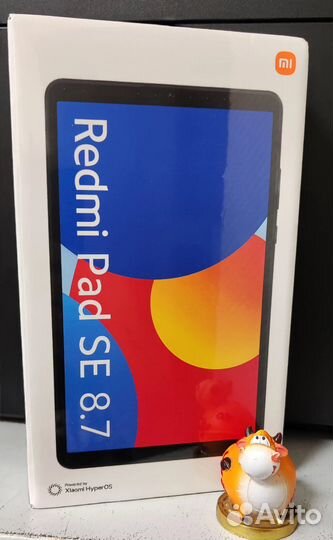 mi
Redmi Pad SE 8.7
Powered by
Xiaomi HyperOS
Avito